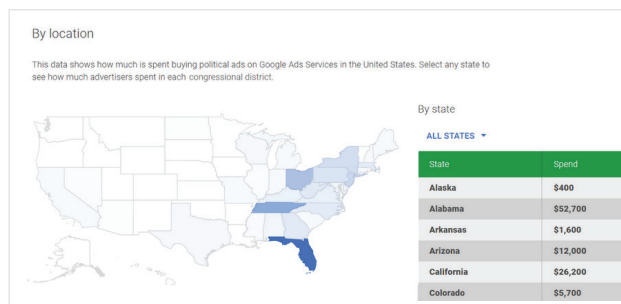 By location
This data shows how much is spent buying political ads on Google Ads Services in the United States. Select any state to
see how much advertisers spent in each congressional district.
By state
ALL STATES
State Spend
Alaska $400
Alabama $52,700
Arkansas $1,600
Arizona $12,000
California $26,200
Colorado $5,700